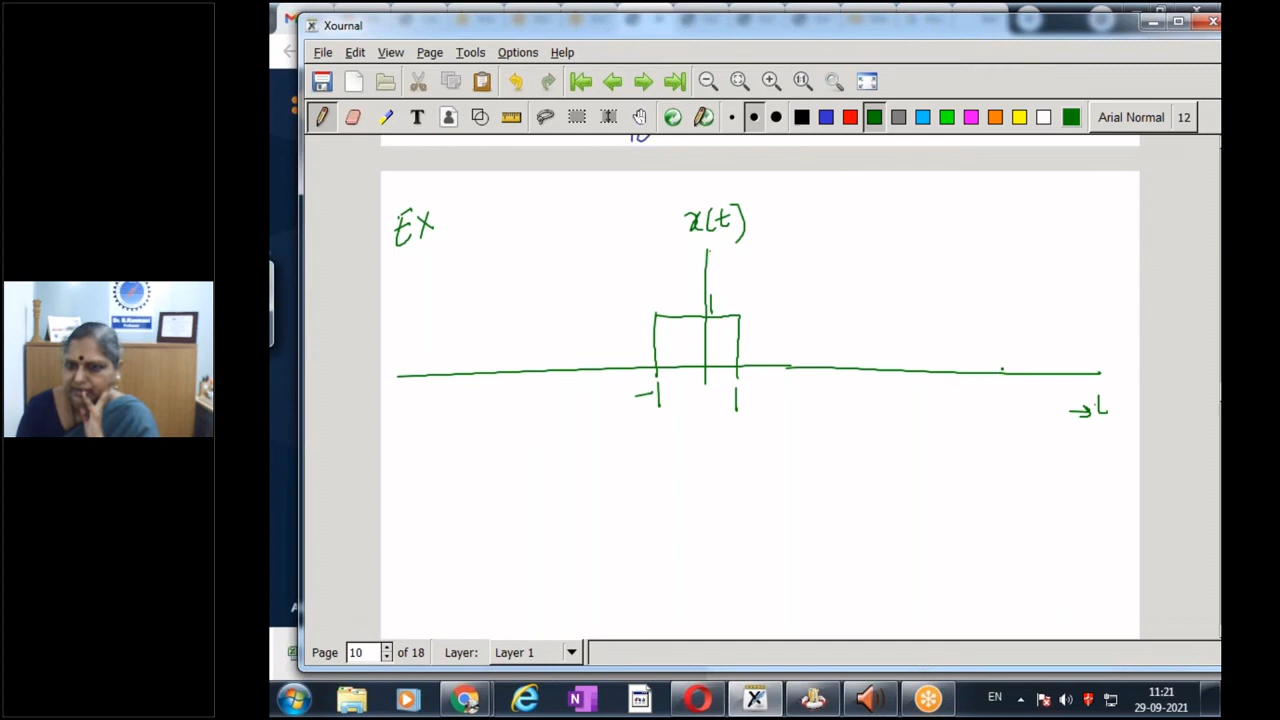 Xournal
File Edit View Page Tools Options Help
T Arial Normal 12
10
EX
x(t)
1
-1 1
→t
Page 10 of 18 Layer: Layer 1
EN 11:21
29-09-2021